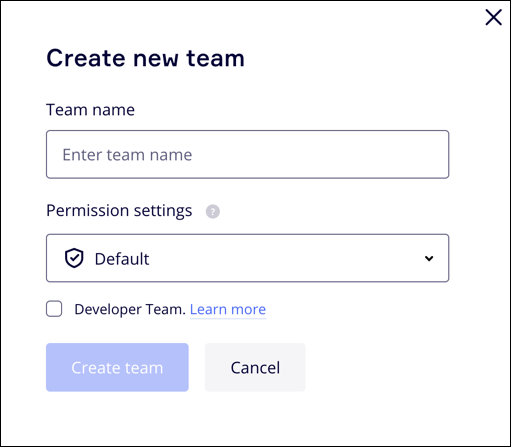 Create new team
Team name
Enter team name
Permission settings ?
Default
Developer Team. Learn more
Create team Cancel